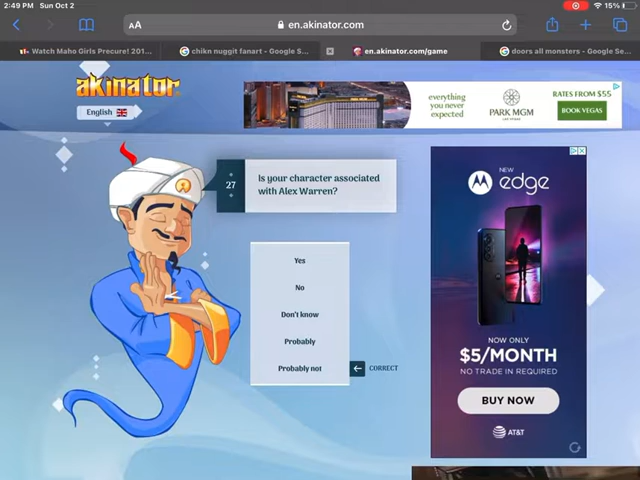 2:49 PM Sun Oct 2
15%
AA
en.akinator.com
Watch Maho Girls Precure! 201...
chikn nuggit fanart - Google S...
en.akinator.com/game
doors all monsters - Google Se...
akinator
English
everything
you never
expected
PARK MGM
LAS VEGAS
RATES FROM $55
BOOK VEGAS
27
Is your character associated
with Alex Warren?
Yes
No
Don't know
Probably
Probably not
CORRECT
NEW
edge
NOW ONLY
$5/MONTH
NO TRADE IN REQUIRED
BUY NOW
AT&T